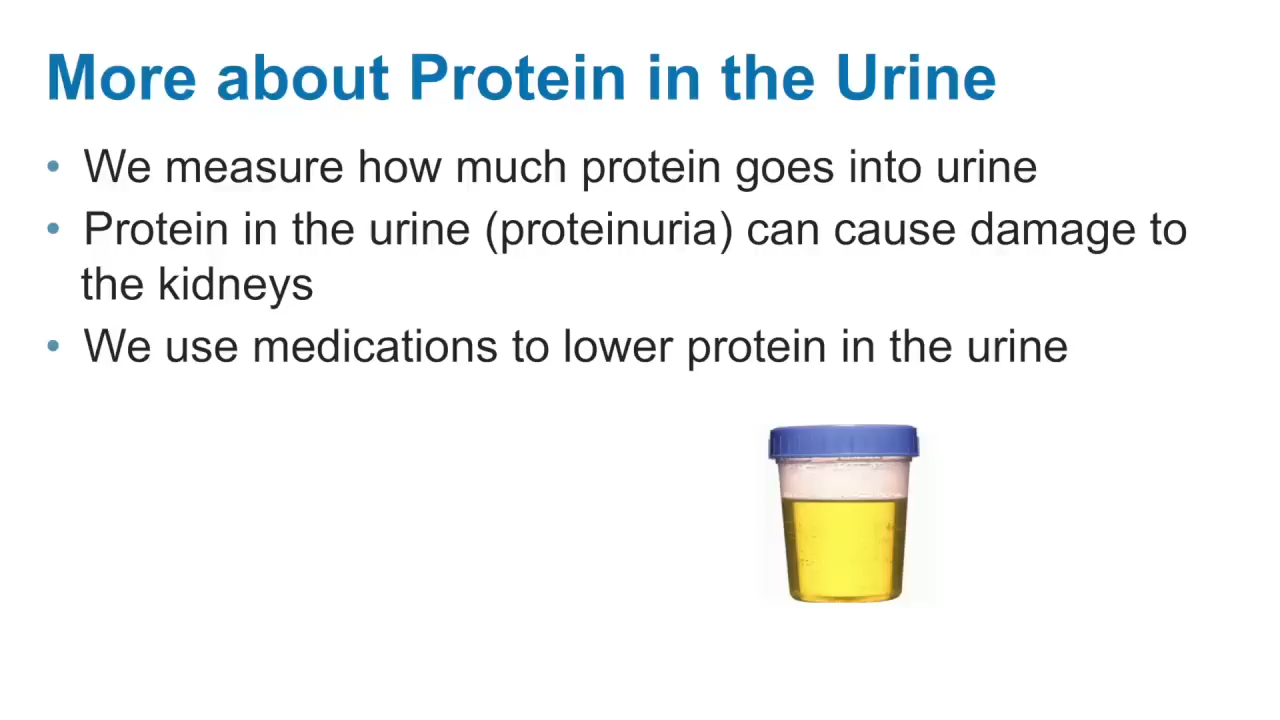 More about Protein in the Urine
• We measure how much protein goes into urine
• Protein in the urine (proteinuria) can cause damage to
the kidneys
• We use medications to lower protein in the urine